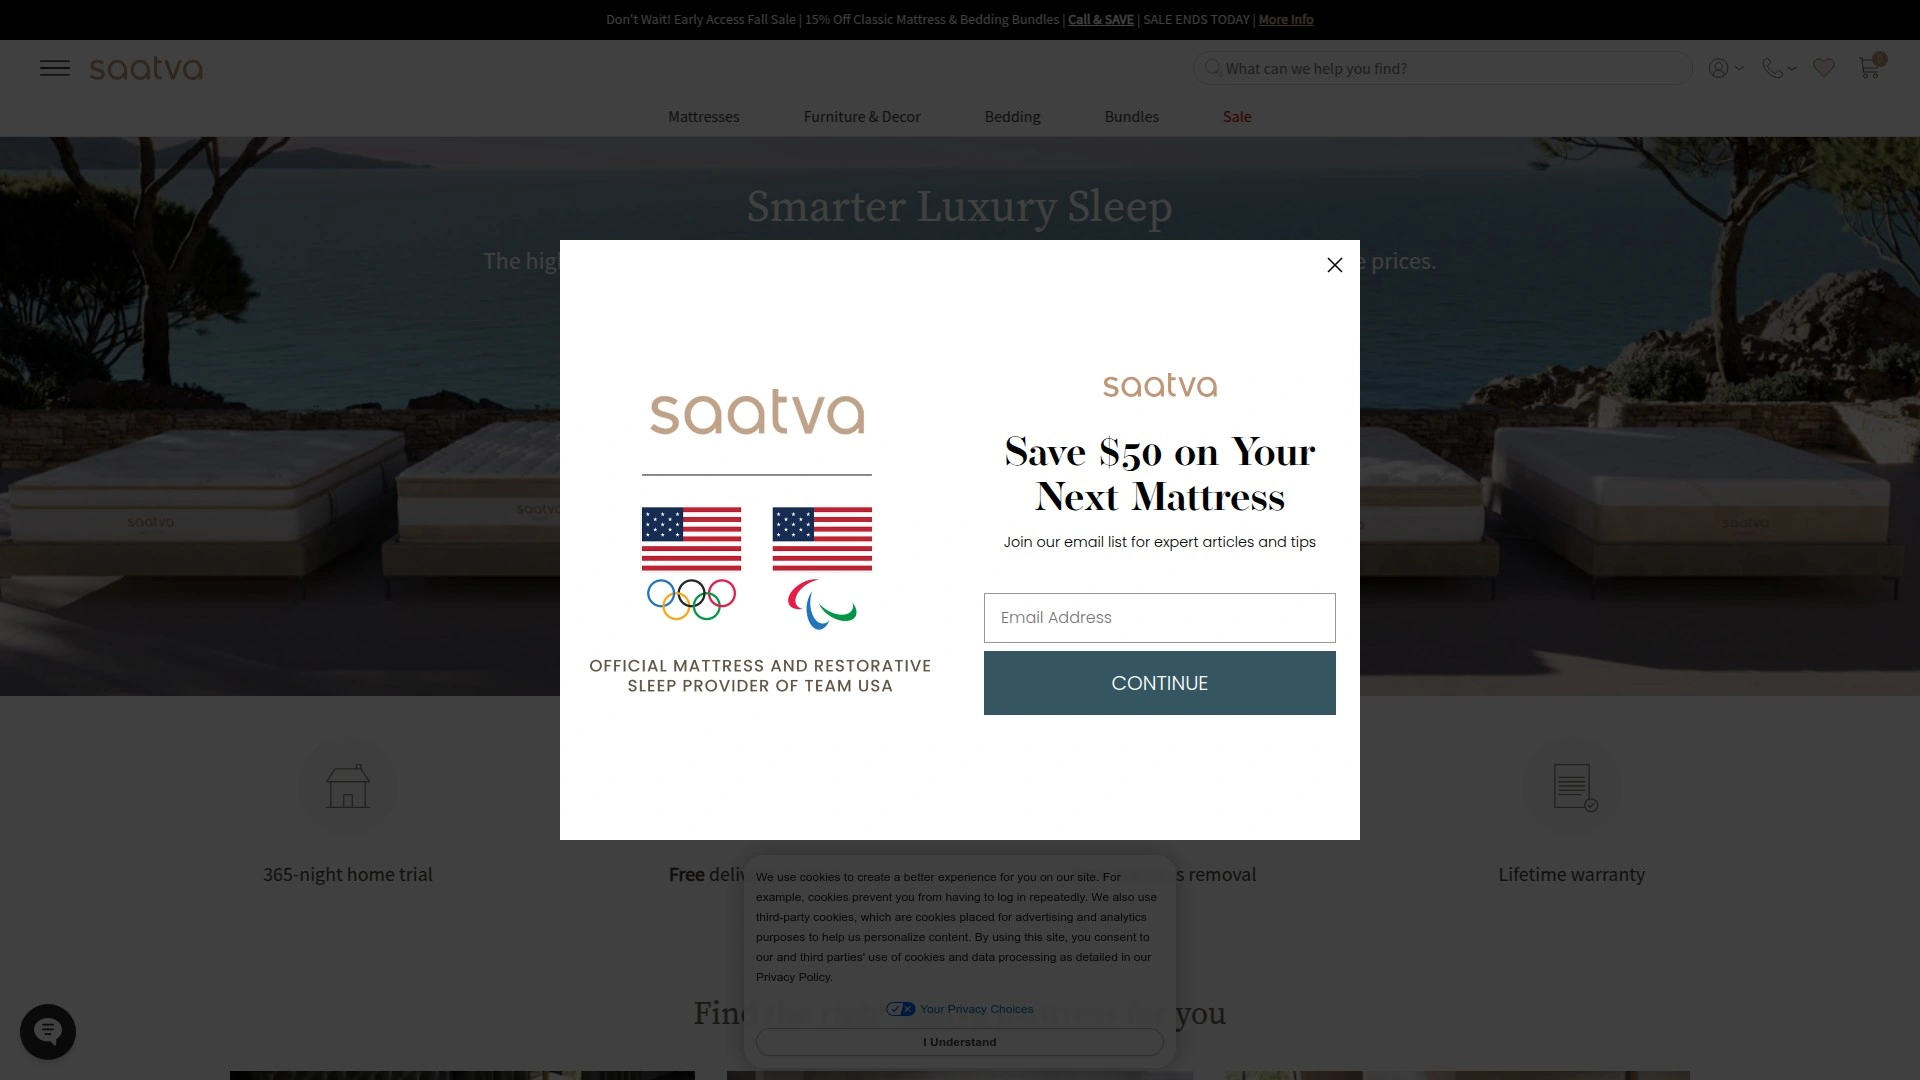 Don't Wait! Early Access Fall Sale | 15% Off Classic Mattress & Bedding Bundles | Call & SAVE | SALE ENDS TODAY | More Info
saatva
What can we help you find?
0
Mattresses
Furniture & Decor
Bedding
Bundles
Sale
Smarter Luxury Sleep
The
prices.
saatva
saatva
saatva
OFFICIAL MATTRESS AND RESTORATIVE
SLEEP PROVIDER OF TEAM USA
saatva
Save $50 on Your
Next Mattress
Join our email list for expert articles and tips
Email Address
CONTINUE
365-night home trial
Free
removal
Lifetime warranty
We use cookies to create a better experience for you on our site. For
example, cookies prevent you from having to log in repeatedly. We also use
third-party cookies, which are cookies placed for advertising and analytics
purposes to help us personalize content. By using this site, you consent to
our and third parties' use of cookies and data processing as detailed in our
Privacy Policy.
Your Privacy Choices
I Understand
you